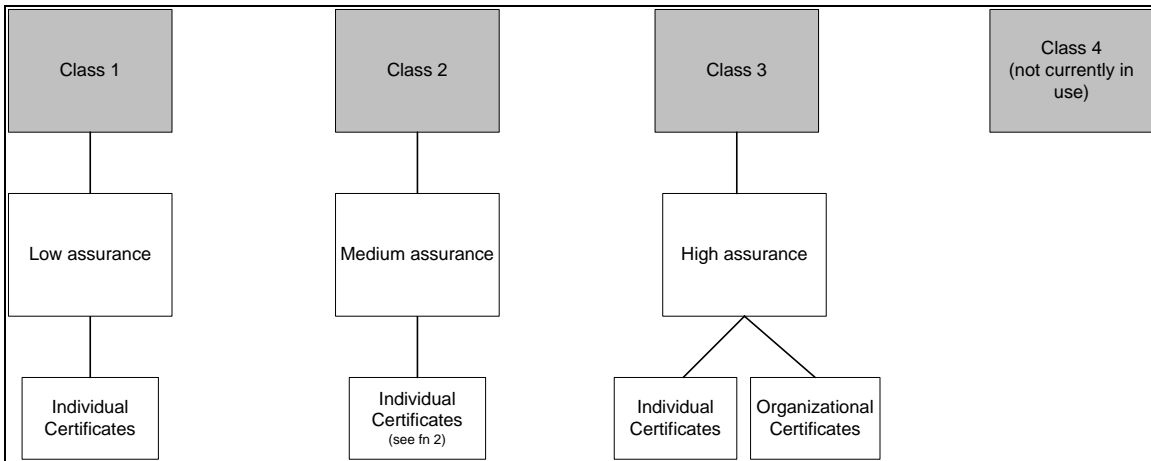 Class 1
Class 2
Class 3
Class 4
(not currently in
use)
Low assurance
Medium assurance
High assurance
Individual
Certificates
Individual
Certificates
(see fn 2)
Individual
Certificates
Organizational
Certificates